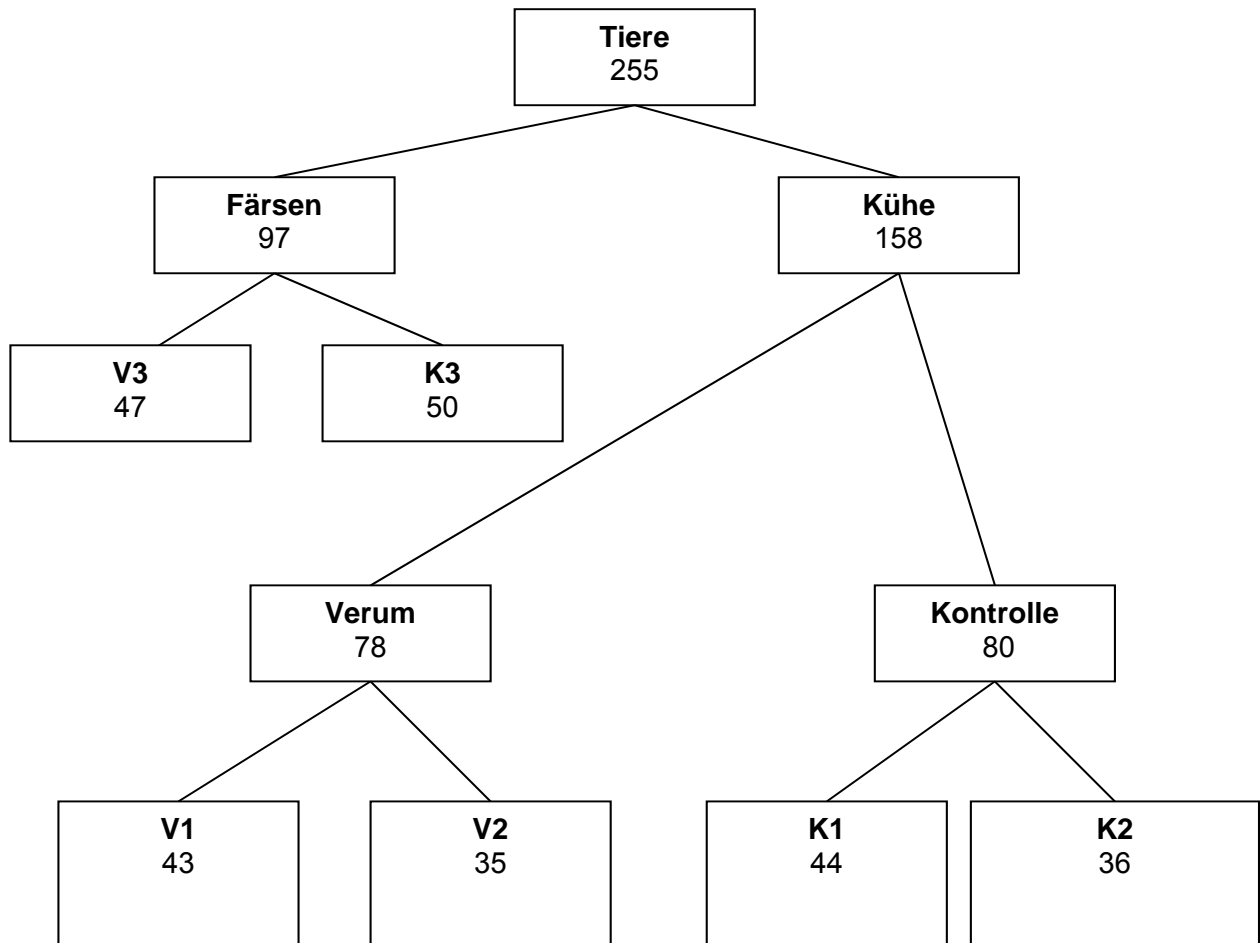 Tiere
255
Färsen
97
Kühe
158
V3
47
K3
50
Verum
78
Kontrolle
80
V1
43
V2
35
K1
44
K2
36